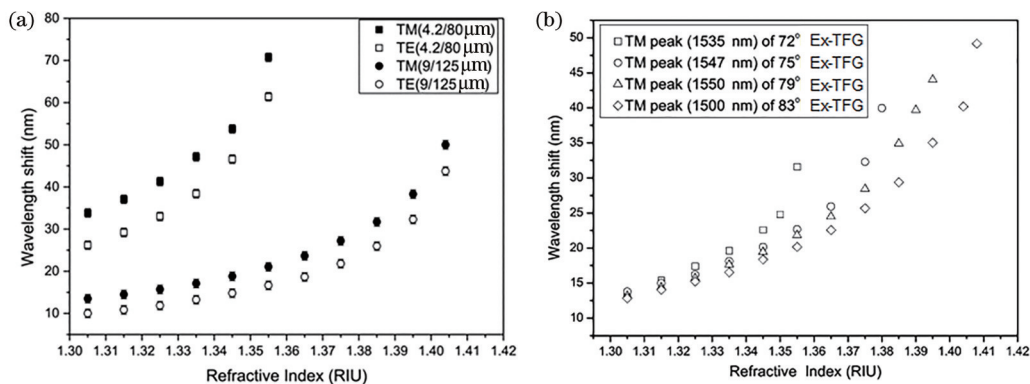 (a)
80
70
60
50
40
30
20
10
Wavelength shift (nm)
TM(4.2/80μm)
TE(4.2/80μm)
TM(9/125μm)
TE(9/125μm)
1.30 1.31 1.32 1.33 1.34 1.35 1.36 1.37 1.38 1.39 1.40 1.41 1.42
Refractive Index (RIU)
(b)
50
45
40
35
30
25
20
15
10
Wavelength shift (nm)
TM peak (1535 nm) of 72° Ex-TFG
TM peak (1547 nm) of 75° Ex-TFG
TM peak (1550 nm) of 79° Ex-TFG
TM peak (1500 nm) of 83° Ex-TFG
1.30 1.31 1.32 1.33 1.34 1.35 1.36 1.37 1.38 1.39 1.40 1.41 1.42
Refractive Index (RIU)